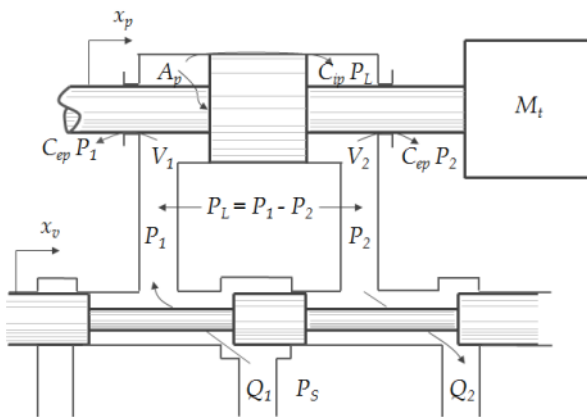 x_p
A_p
C_ip P_L
M_t
C_ep P_1
V_1
V_2
C_ep P_2
P_L = P_1 - P_2
P_1
P_2
x_v
Q_1
P_S
Q_2